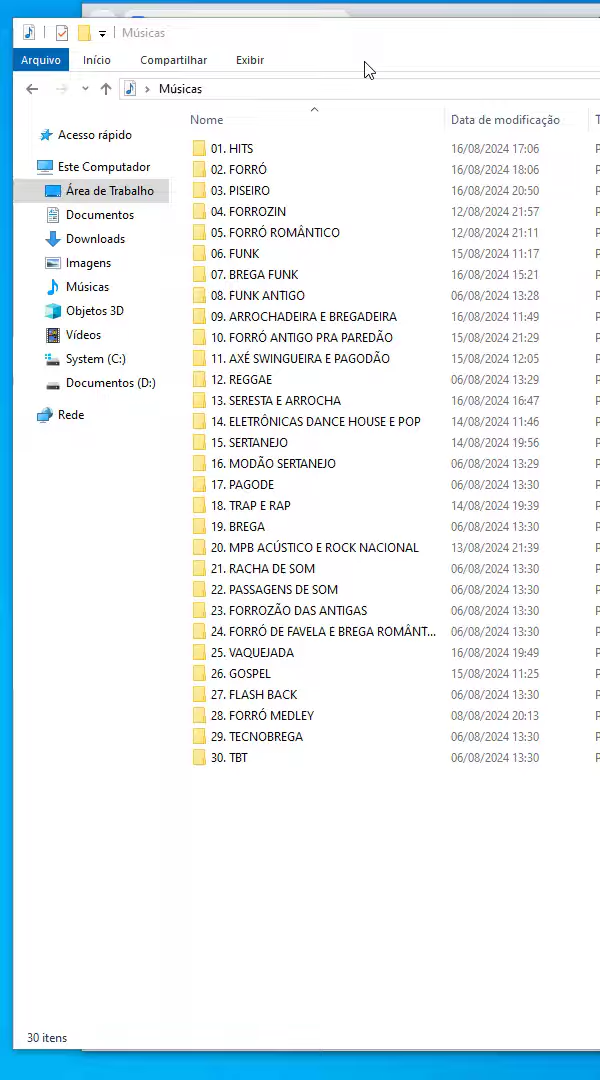 Músicas
Arquivo Início Compartilhar Exibir
Músicas
Nome Data de modificação
Acesso rápido
Este Computador
Área de Trabalho
Documentos
Downloads
Imagens
Músicas
Objetos 3D
Vídeos
System (C:)
Documentos (D:)
Rede
01. HITS 16/08/2024 17:06
02. FORRÓ 16/08/2024 18:06
03. PISEIRO 16/08/2024 20:50
04. FORROZIN 12/08/2024 21:57
05. FORRÓ ROMÂNTICO 12/08/2024 21:11
06. FUNK 15/08/2024 11:17
07. BREGA FUNK 16/08/2024 15:21
08. FUNK ANTIGO 06/08/2024 13:28
09. ARROCHADEIRA E BREGADEIRA 16/08/2024 11:49
10. FORRÓ ANTIGO PRA PAREDÃO 15/08/2024 21:29
11. AXÉ SWINGUEIRA E PAGODÃO 15/08/2024 12:05
12. REGGAE 06/08/2024 13:29
13. SERESTA E ARROCHA 16/08/2024 16:47
14. ELETRÔNICAS DANCE HOUSE E POP 14/08/2024 11:46
15. SERTANEJO 14/08/2024 19:56
16. MODÃO SERTANEJO 06/08/2024 13:29
17. PAGODE 06/08/2024 13:30
18. TRAP E RAP 14/08/2024 19:39
19. BREGA 06/08/2024 13:30
20. MPB ACÚSTICO E ROCK NACIONAL 13/08/2024 21:39
21. RACHA DE SOM 06/08/2024 13:30
22. PASSAGENS DE SOM 06/08/2024 13:30
23. FORROZÃO DAS ANTIGAS 06/08/2024 13:30
24. FORRÓ DE FAVELA E BREGA ROMÂNT... 06/08/2024 13:30
25. VAQUEJADA 16/08/2024 19:49
26. GOSPEL 15/08/2024 11:25
27. FLASH BACK 06/08/2024 13:30
28. FORRÓ MEDLEY 08/08/2024 20:13
29. TECNOBREGA 06/08/2024 13:30
30. TBT 06/08/2024 13:30
30 itens